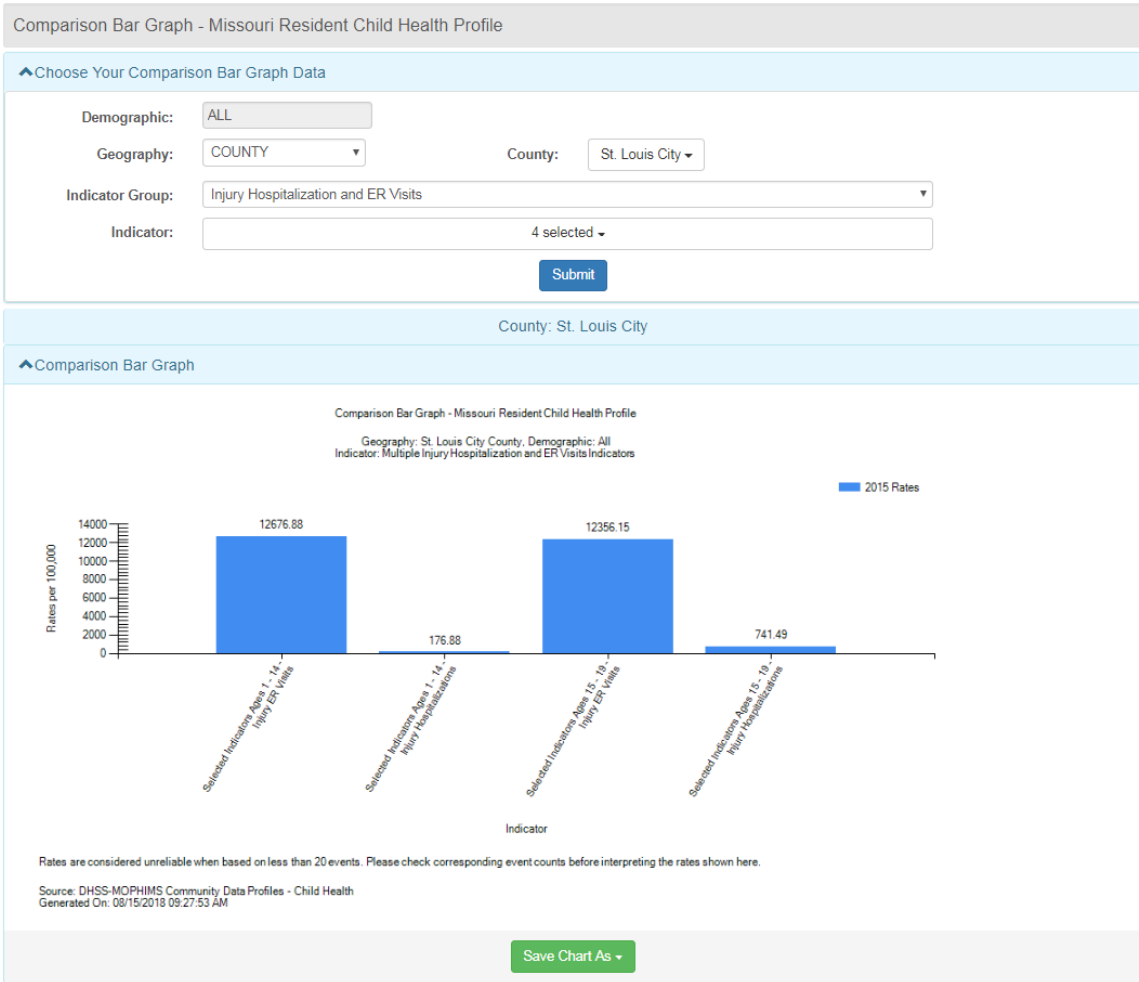 Comparison Bar Graph - Missouri Resident Child Health Profile
Choose Your Comparison Bar Graph Data
Demographic: ALL
Geography: COUNTY County: St. Louis City
Indicator Group: Injury Hospitalization and ER Visits
Indicator: 4 selected
Submit
County: St. Louis City
Comparison Bar Graph
Comparison Bar Graph - Missouri Resident Child Health Profile
Geography: St. Louis City County, Demographic: All
Indicator: Multiple Injury Hospitalization and ER Visits Indicators
2015 Rates
Rates per 100,000
14000
12000
10000
8000
6000
4000
2000
0
12676.88
176.88
12356.15
741.49
Selected Indicators Ages 1 - 14 -
Injury ER Visits
Selected Indicators Ages 1 - 14 -
Injury Hospitalizations
Selected Indicators Ages 15 - 19 -
Injury ER Visits
Selected Indicators Ages 15 - 19 -
Injury Hospitalizations
Indicator
Rates are considered unreliable when based on less than 20 events. Please check corresponding event counts before interpreting the rates shown here.
Source: DHSS-MOPHIMS Community Data Profiles - Child Health
Generated On: 08/15/2018 09:27:53 AM
Save Chart As